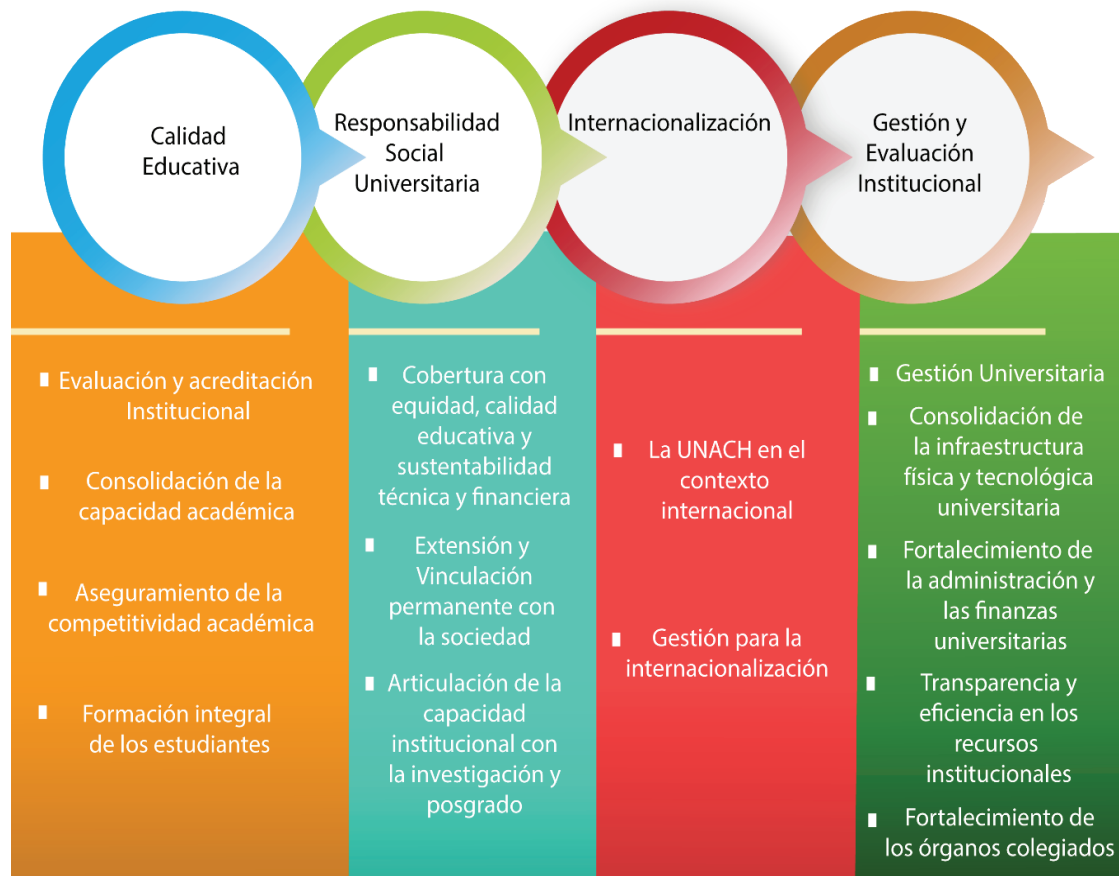 Calidad
Educativa
Responsabilidad
Social
Universitaria
Internacionalización
Gestión y
Evaluación
Institucional
Evaluación y acreditación
Institucional
Consolidación de la
capacidad académica
Aseguramiento de la
competitividad académica
Formación integral
de los estudiantes
Cobertura con
equidad, calidad
educativa y
sustentabilidad
técnica y financiera
Extensión y
Vinculación
permanente con
la sociedad
Articulación de la
capacidad
institucional con
la investigación y
posgrado
La UNACH en el
contexto
internacional
Gestión para la
internacionalización
Gestión Universitaria
Consolidación de
la infraestructura
física y tecnológica
universitaria
Fortalecimiento de
la administración y
las finanzas
universitarias
Transparencia y
eficiencia en los
recursos
institucionales
Fortalecimiento de
los órganos colegiados